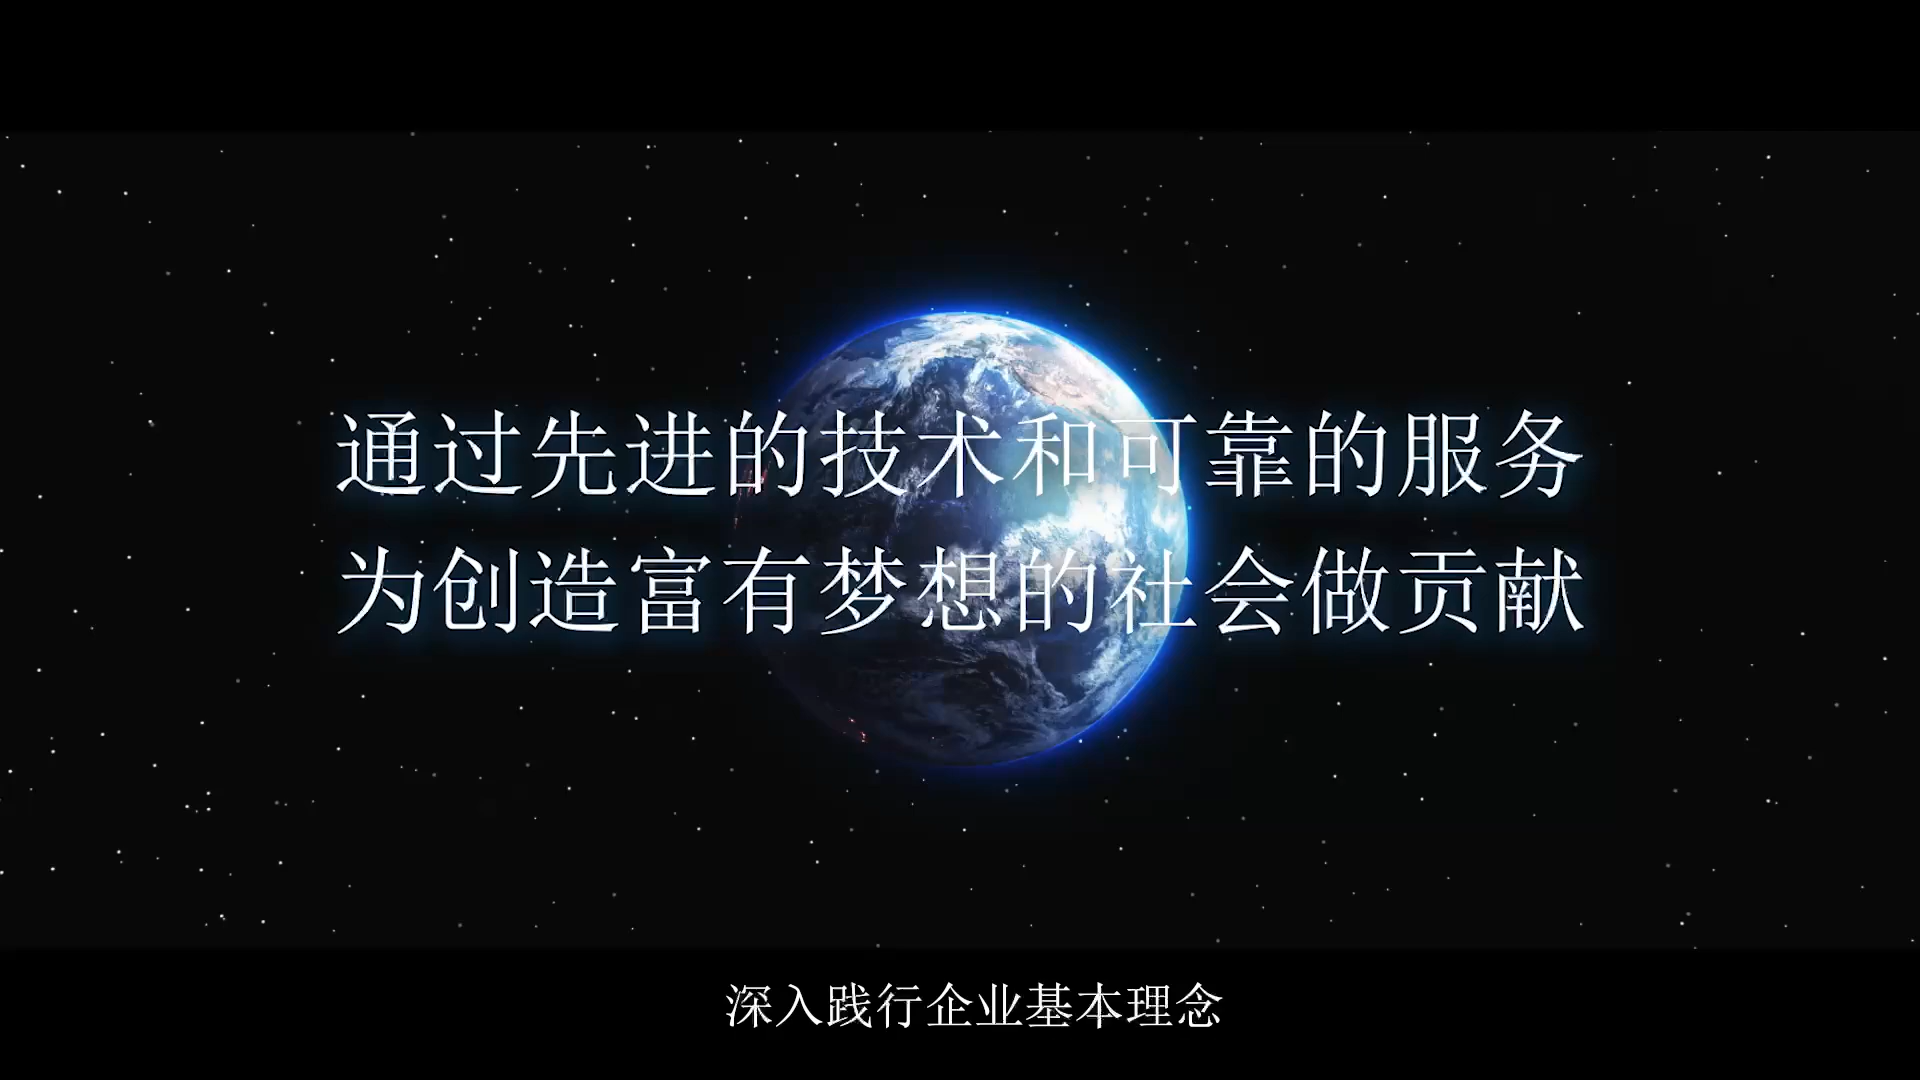 通过先进的技术和可靠的服务
为创造富有梦想的社会做贡献
深入践行企业基本理念